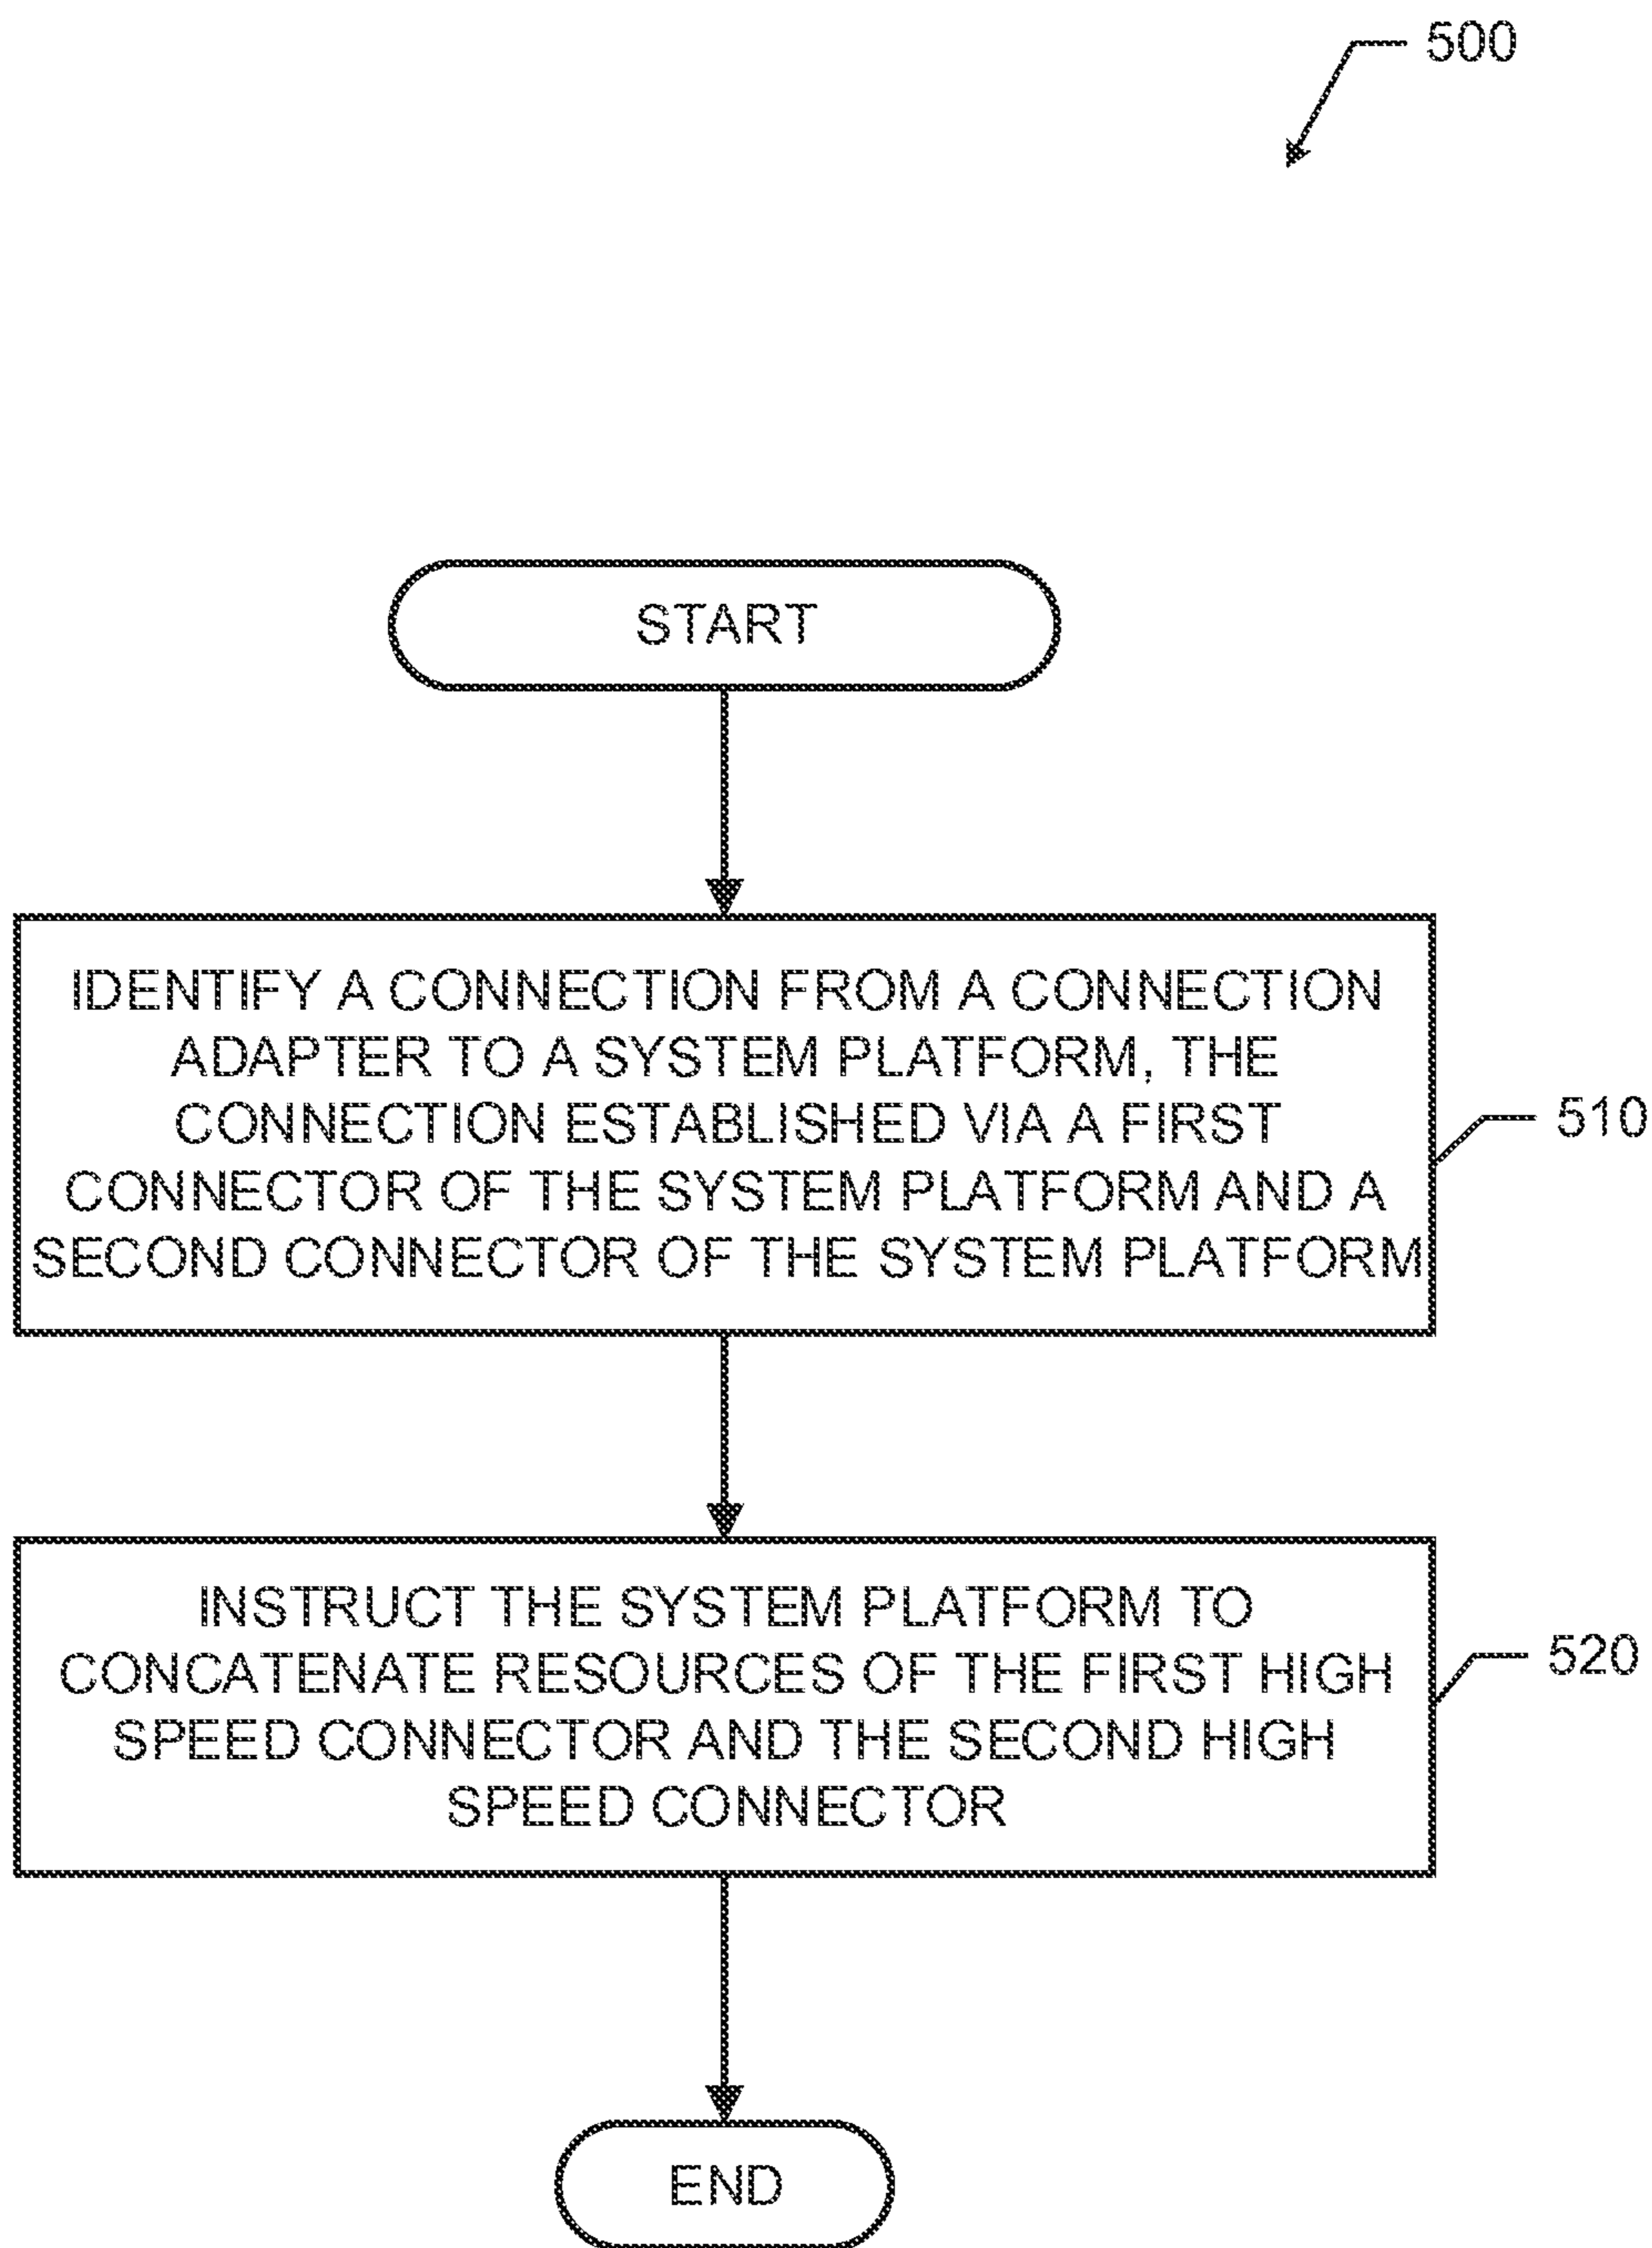 500
START
IDENTIFY A CONNECTION FROM A CONNECTION
ADAPTER TO A SYSTEM PLATFORM, THE
CONNECTION ESTABLISHED VIA A FIRST
CONNECTOR OF THE SYSTEM PLATFORM AND A
SECOND CONNECTOR OF THE SYSTEM PLATFORM
510
INSTRUCT THE SYSTEM PLATFORM TO
CONCATENATE RESOURCES OF THE FIRST HIGH
SPEED CONNECTOR AND THE SECOND HIGH
SPEED CONNECTOR
520
END